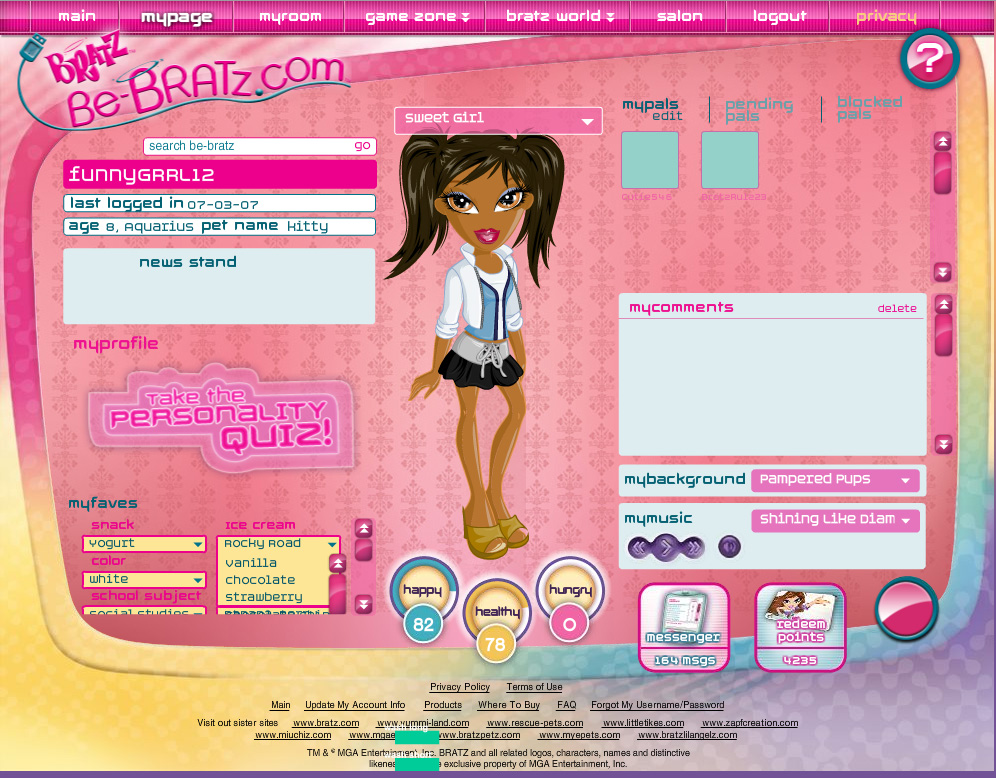 main mypage myroom game zone bratz world salon logout privacy
BRATZ
Be-BRATZ.com
?
sweet girl
mypals
edit
pending pals
blocked pals
search be-bratz go
funnygrrl12
last logged in 07-03-07
age 8, Aquarius pet name kitty
news stand
myprofile
Take the
PERSONALITY
QUIZ!
mycomments delete
mybackground Pampered Pups
mymusic Shining Like Diam
myfaves
snack
yogurt
color
white
school subject
social studies
Ice cream
Rocky Road
vanilla
chocolate
strawberry
happy
82
healthy
78
hungry
0
messenger
164 msgs
redeem points
4235
Privacy Policy Terms of Use
Main Update My Account Info Products Where To Buy FAQ Forgot My Username/Password
Visit out sister sites www.bratz.com www.yummi-land.com www.rescue-pets.com www.littletikes.com www.zapfcreation.com
www.miuchiz.com www.mgae www.bratzpetz.com www.myepets.com www.bratzlilangelz.com
TM & © MGA Entertainment, Inc. BRATZ and all related logos, characters, names and distinctive
likenes exclusive property of MGA Entertainment, Inc.